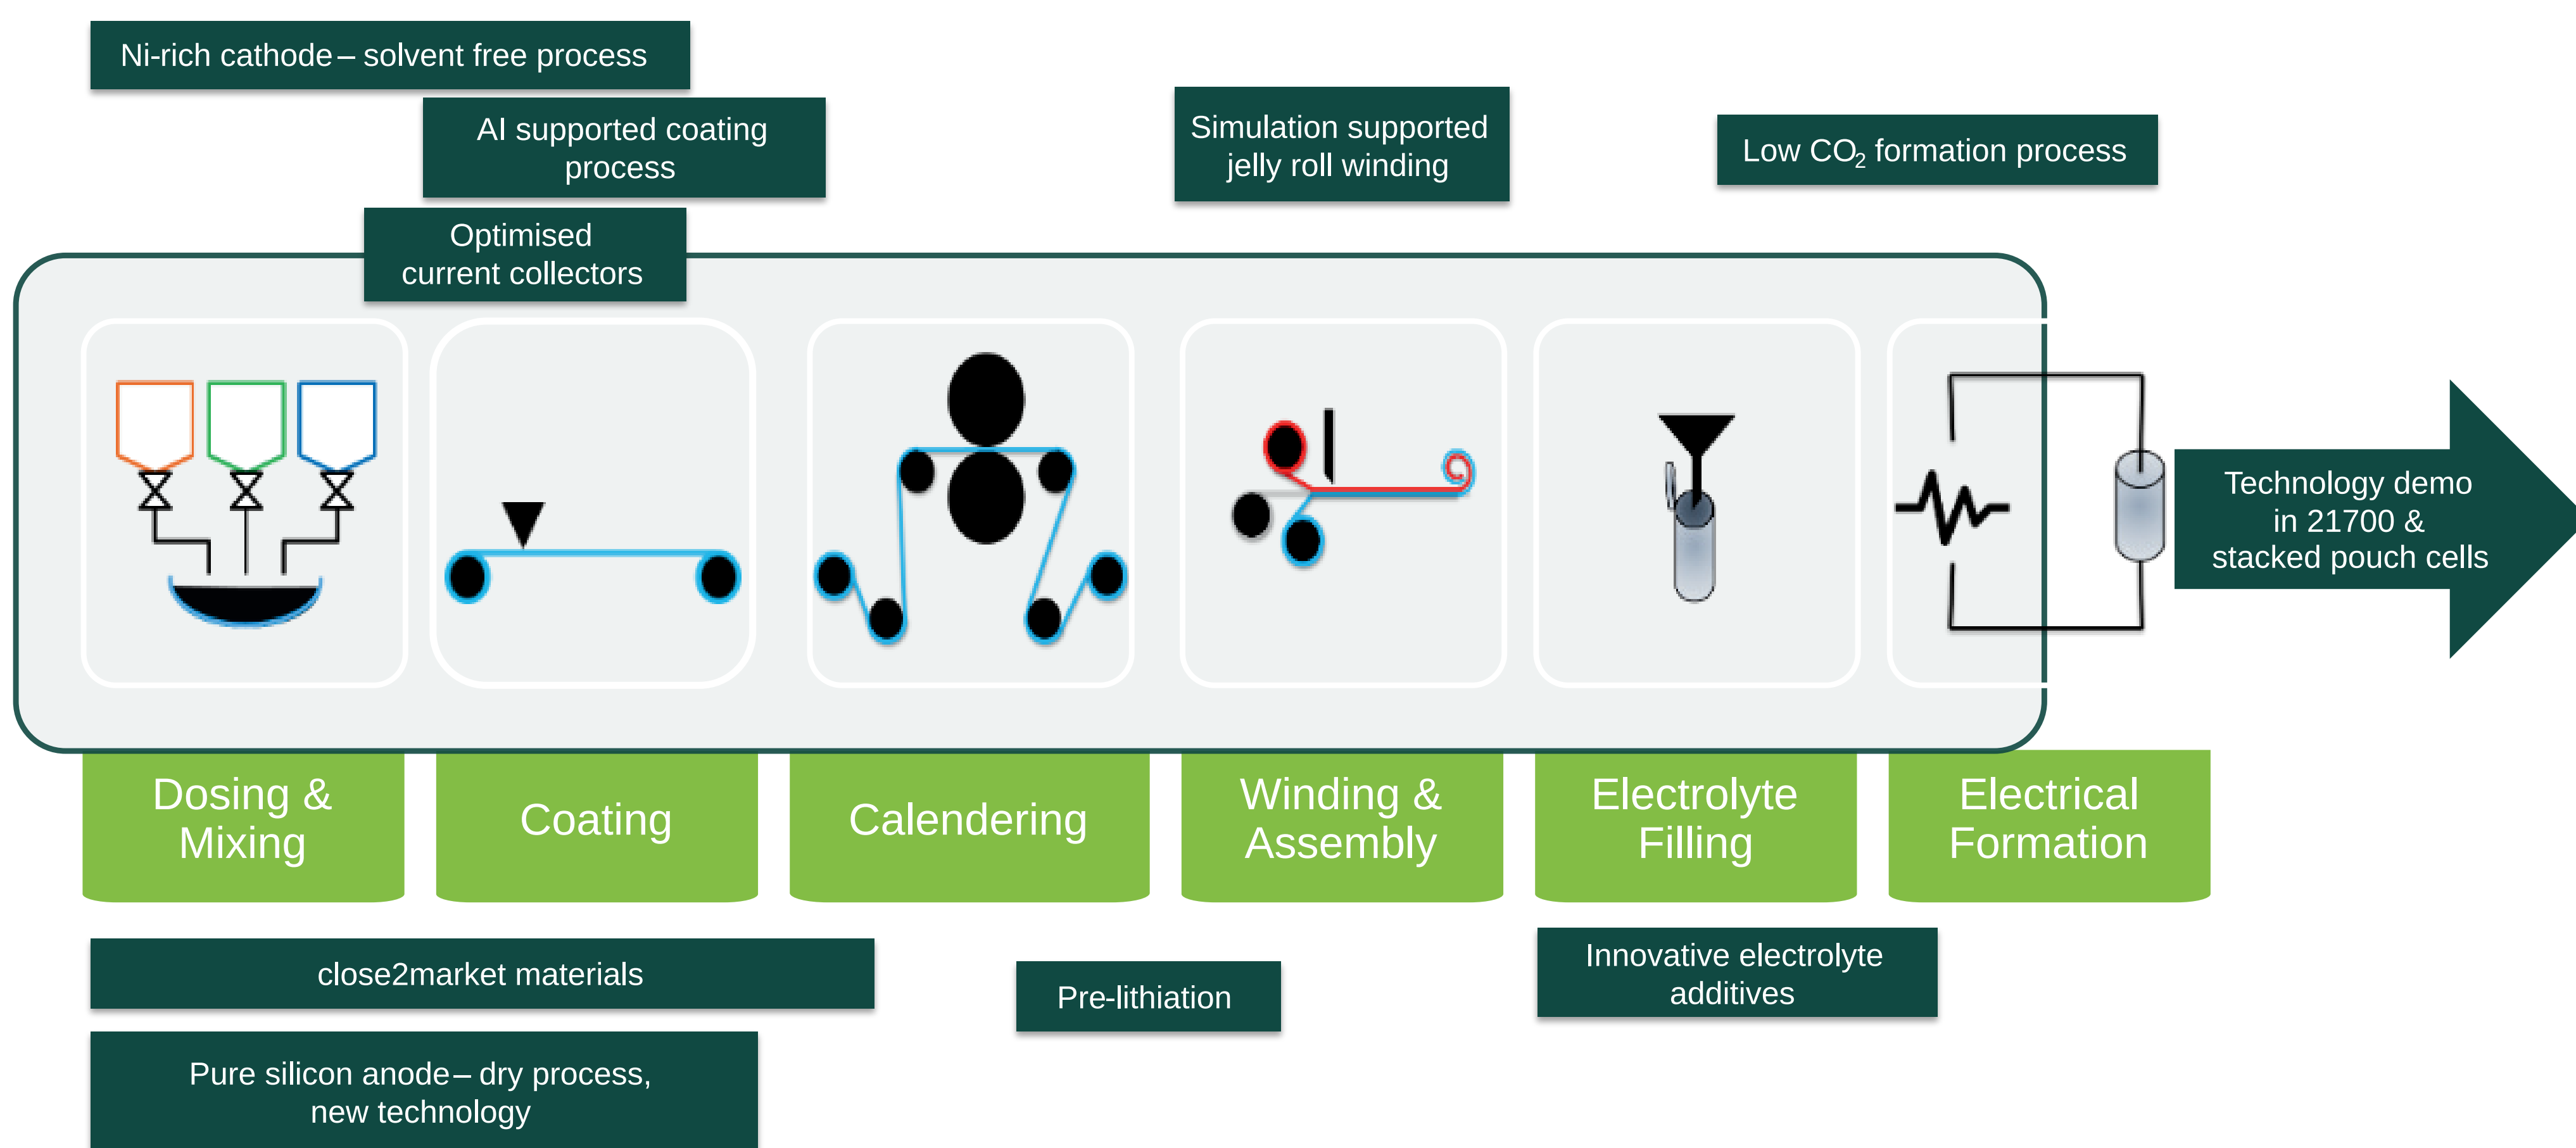 Ni-rich cathode – solvent free process
AI supported coating
process
Optimised
current collectors
Simulation supported
jelly roll winding
Low CO₂ formation process
Technology demo
in 21700 &
stacked pouch cells
Dosing &
Mixing
Coating
Calendering
Winding &
Assembly
Electrolyte
Filling
Electrical
Formation
close2market materials
Pre-lithiation
Innovative electrolyte
additives
Pure silicon anode – dry process,
new technology